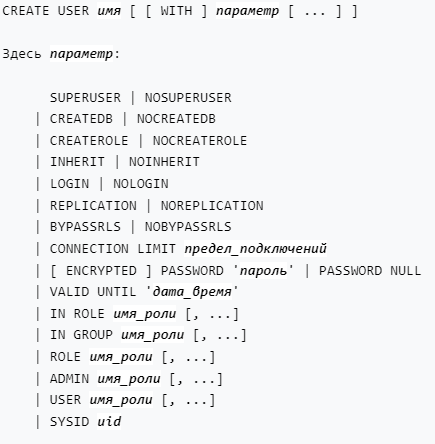 CREATE USER имя [ [ WITH ] параметр [ ... ] ]
Здесь параметр:
SUPERUSER | NOSUPERUSER
| CREATEDB | NOCREATEDB
| CREATEROLE | NOCREATEROLE
| INHERIT | NOINHERIT
| LOGIN | NOLOGIN
| REPLICATION | NOREPLICATION
| BYPASSRLS | NOBYPASSRLS
| CONNECTION LIMIT предел_подключений
| [ ENCRYPTED ] PASSWORD 'пароль' | PASSWORD NULL
| VALID UNTIL 'дата_время'
| IN ROLE имя_роли [, ...]
| IN GROUP имя_роли [, ...]
| ROLE имя_роли [, ...]
| ADMIN имя_роли [, ...]
| USER имя_роли [, ...]
| SYSID uid